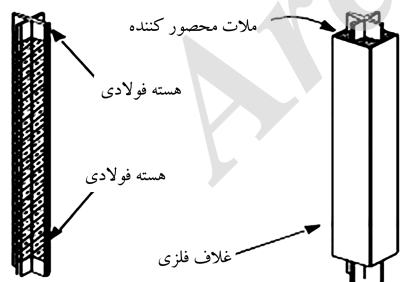 ملات محصور کننده
هسته فولادی
هسته فولادی
غلاف فلزی